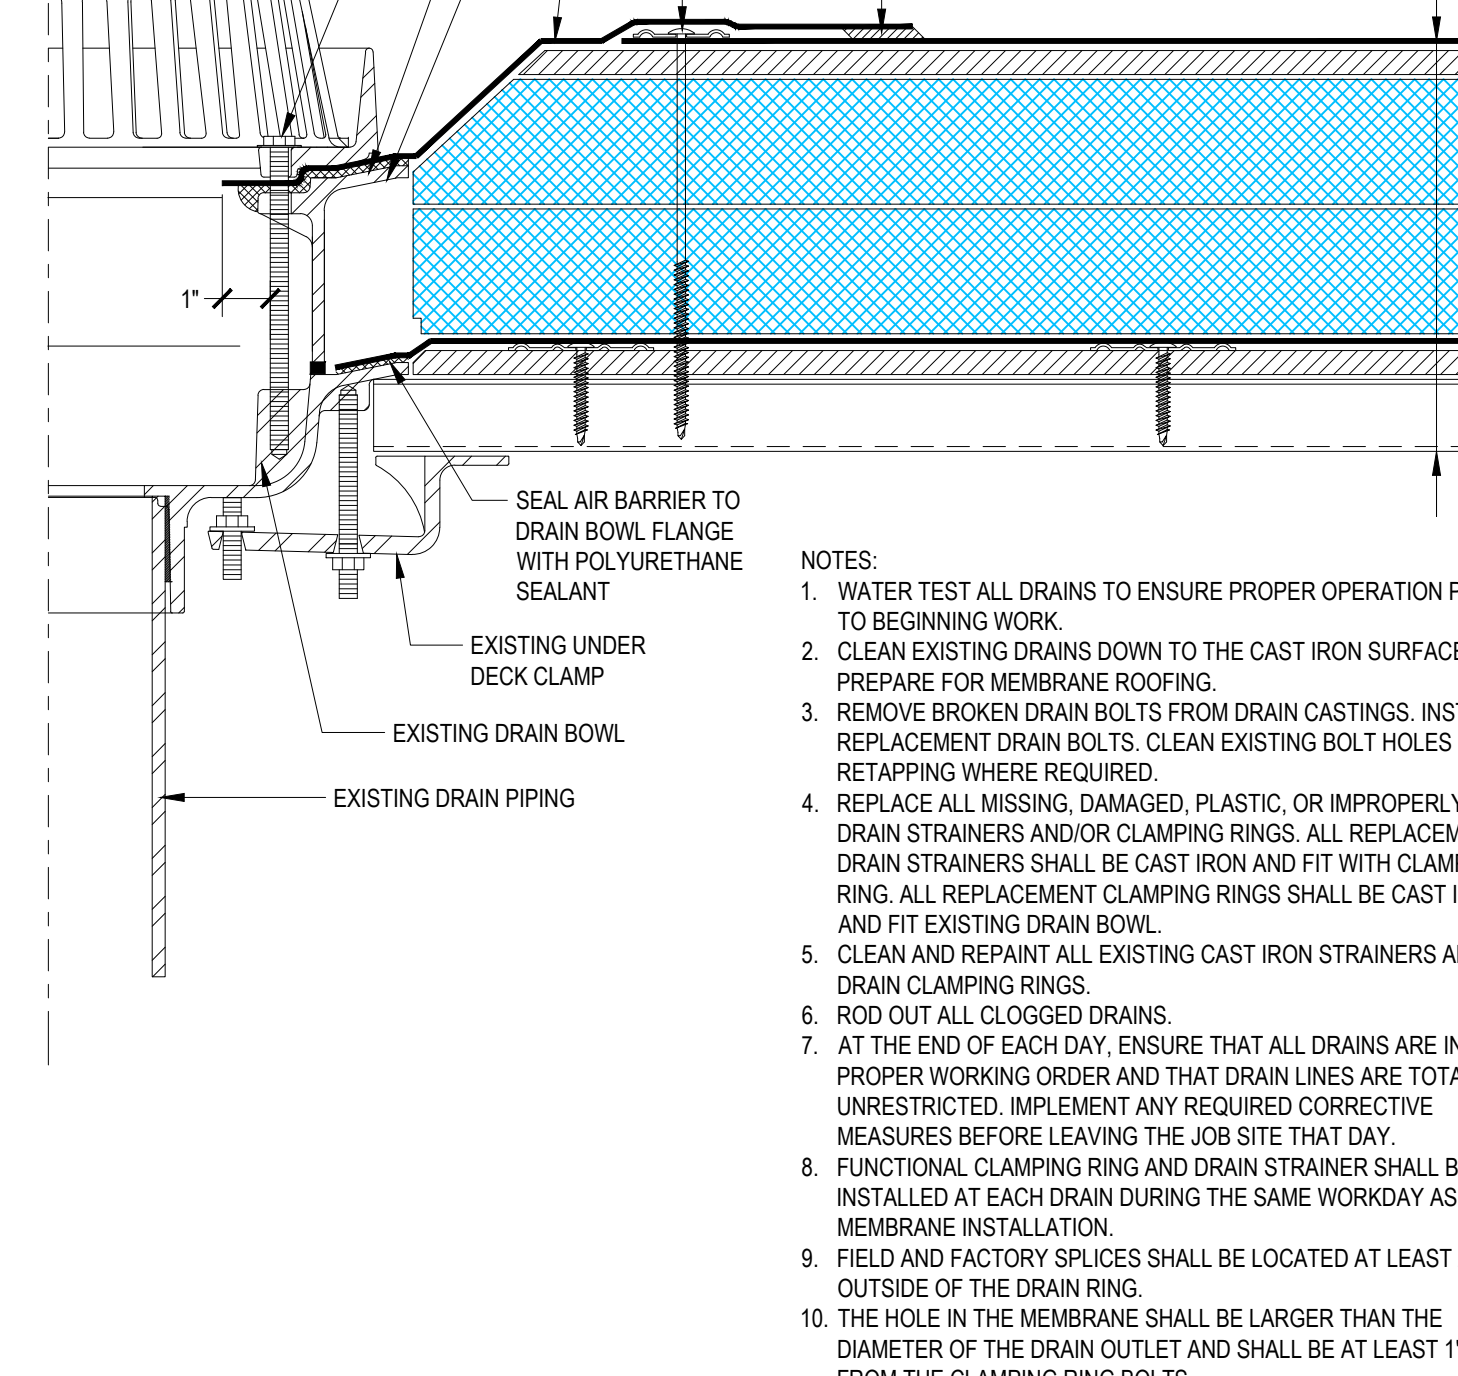 1"
SEAL AIR BARRIER TO
DRAIN BOWL FLANGE
WITH POLYURETHANE
SEALANT
EXISTING UNDER
DECK CLAMP
EXISTING DRAIN BOWL
EXISTING DRAIN PIPING
NOTES:
1. WATER TEST ALL DRAINS TO ENSURE PROPER OPERATION
TO BEGINNING WORK.
2. CLEAN EXISTING DRAINS DOWN TO THE CAST IRON SURFACE
PREPARE FOR MEMBRANE ROOFING.
3. REMOVE BROKEN DRAIN BOLTS FROM DRAIN CASTINGS. INST
REPLACEMENT DRAIN BOLTS. CLEAN EXISTING BOLT HOLES
RETAPPING WHERE REQUIRED.
4. REPLACE ALL MISSING, DAMAGED, PLASTIC, OR IMPROPERLY
DRAIN STRAINERS AND/OR CLAMPING RINGS. ALL REPLACEM
DRAIN STRAINERS SHALL BE CAST IRON AND FIT WITH CLAMP
RING. ALL REPLACEMENT CLAMPING RINGS SHALL BE CAST I
AND FIT EXISTING DRAIN BOWL.
5. CLEAN AND REPAINT ALL EXISTING CAST IRON STRAINERS A
DRAIN CLAMPING RINGS.
6. ROD OUT ALL CLOGGED DRAINS.
7. AT THE END OF EACH DAY, ENSURE THAT ALL DRAINS ARE IN
PROPER WORKING ORDER AND THAT DRAIN LINES ARE TOTA
UNRESTRICTED. IMPLEMENT ANY REQUIRED CORRECTIVE
MEASURES BEFORE LEAVING THE JOB SITE THAT DAY.
8. FUNCTIONAL CLAMPING RING AND DRAIN STRAINER SHALL B
INSTALLED AT EACH DRAIN DURING THE SAME WORKDAY AS
MEMBRANE INSTALLATION.
9. FIELD AND FACTORY SPLICES SHALL BE LOCATED AT LEAST
OUTSIDE OF THE DRAIN RING.
10. THE HOLE IN THE MEMBRANE SHALL BE LARGER THAN THE
DIAMETER OF THE DRAIN OUTLET AND SHALL BE AT LEAST 1"
FROM THE CLAMPING RING BOLTS